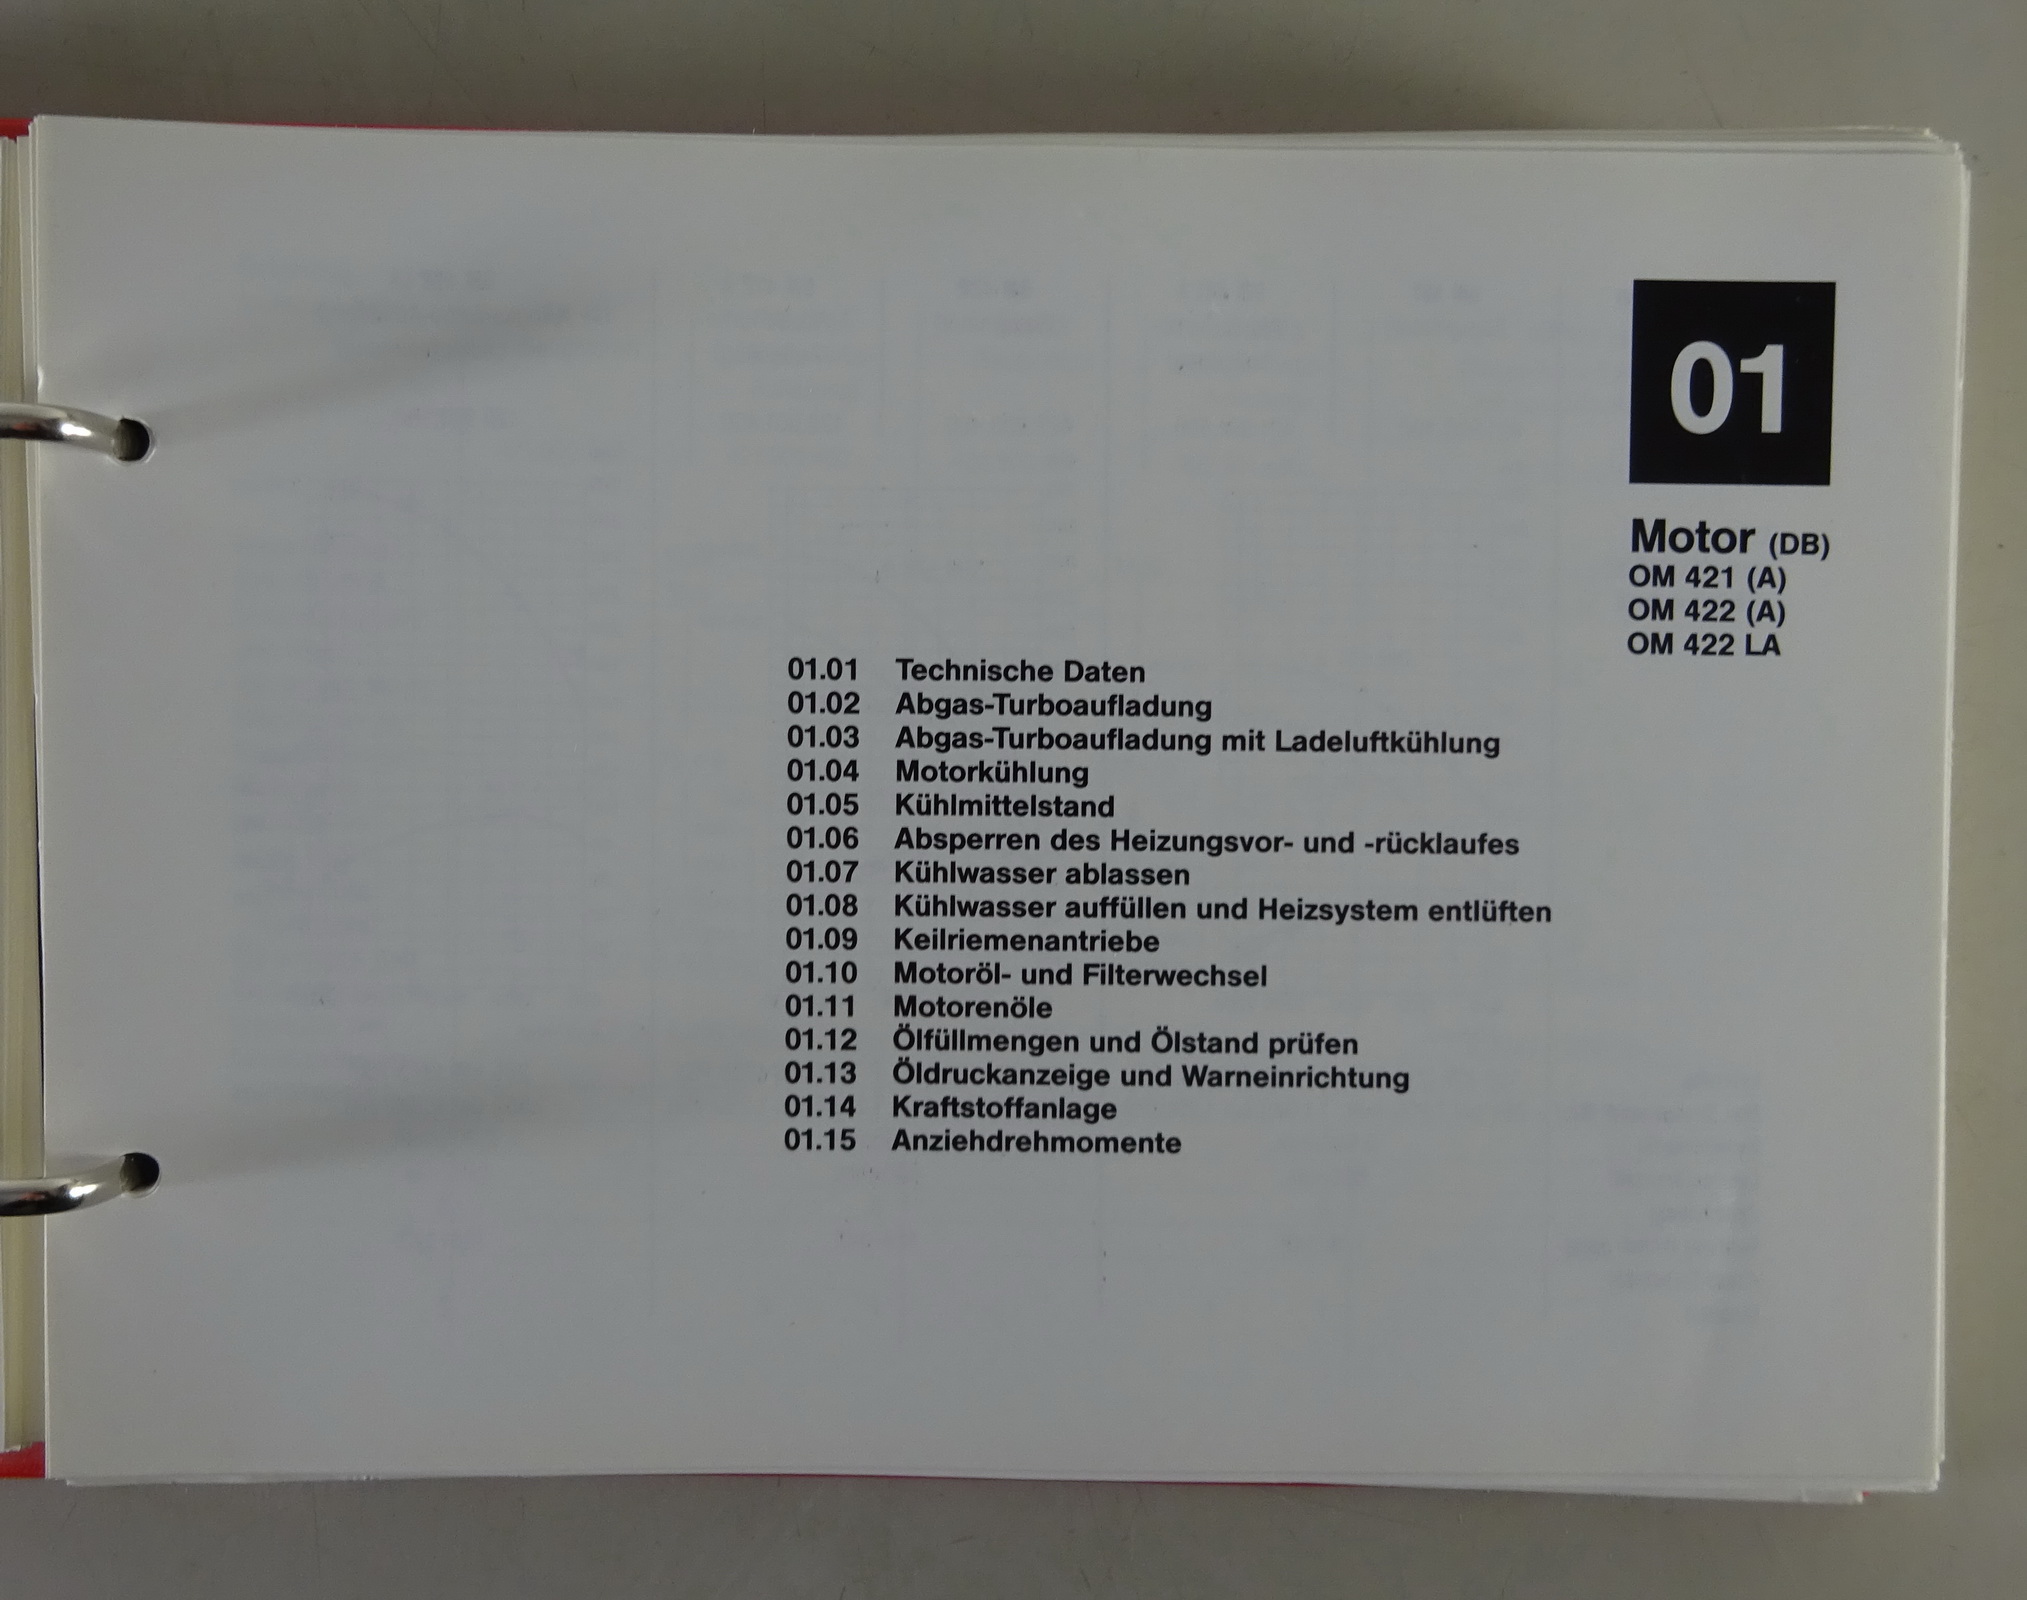 01
Motor (DB)
OM 421 (A)
OM 422 (A)
OM 422 LA
01.01 Technische Daten
01.02 Abgas-Turboaufladung
01.03 Abgas-Turboaufladung mit Ladeluftkühlung
01.04 Motorkühlung
01.05 Kühlmittelstand
01.06 Absperren des Heizungsvor- und -rücklaufes
01.07 Kühlwasser ablassen
01.08 Kühlwasser auffüllen und Heizsystem entlüften
01.09 Keilriemenantriebe
01.10 Motoröl- und Filterwechsel
01.11 Motorenöle
01.12 Ölfüllmengen und Ölstand prüfen
01.13 Öldruckanzeige und Warneinrichtung
01.14 Kraftstoffanlage
01.15 Anziehdrehmomente